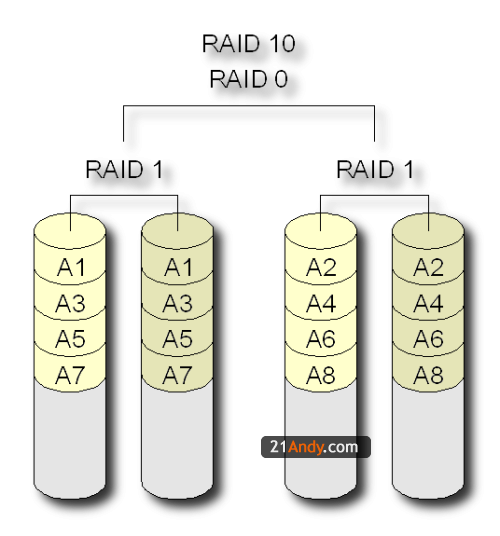 RAID 10
RAID 0
RAID 1 RAID 1
A1 A1 A2 A2
A3 A3 A4 A4
A5 A5 A6 A6
A7 A7 A8 A8
21Andy.com